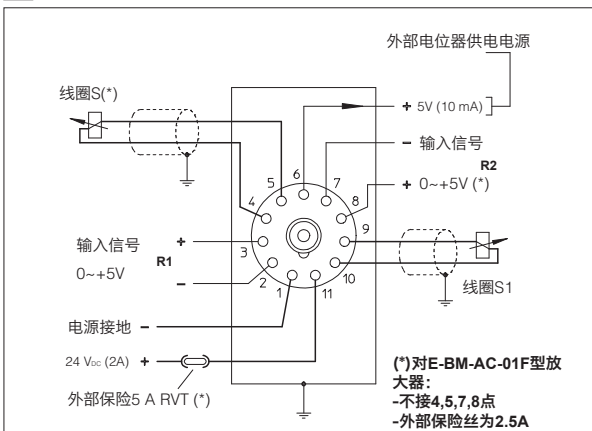 外部电位器供电电源
线圈S(*)
+ 5V (10 mA)
- 输入信号
R2
+ 0~+5V (*)
5
6
7
4
8
3
9
2
10
1
11
输入信号
+
R1
0~+5V
-
线圈S1
电源接地 -
24 VDC (2A) +
外部保险5 A RVT (*)
(*)对E-BM-AC-01F型放
大器：
-不接4,5,7,8点
-外部保险丝为2.5A